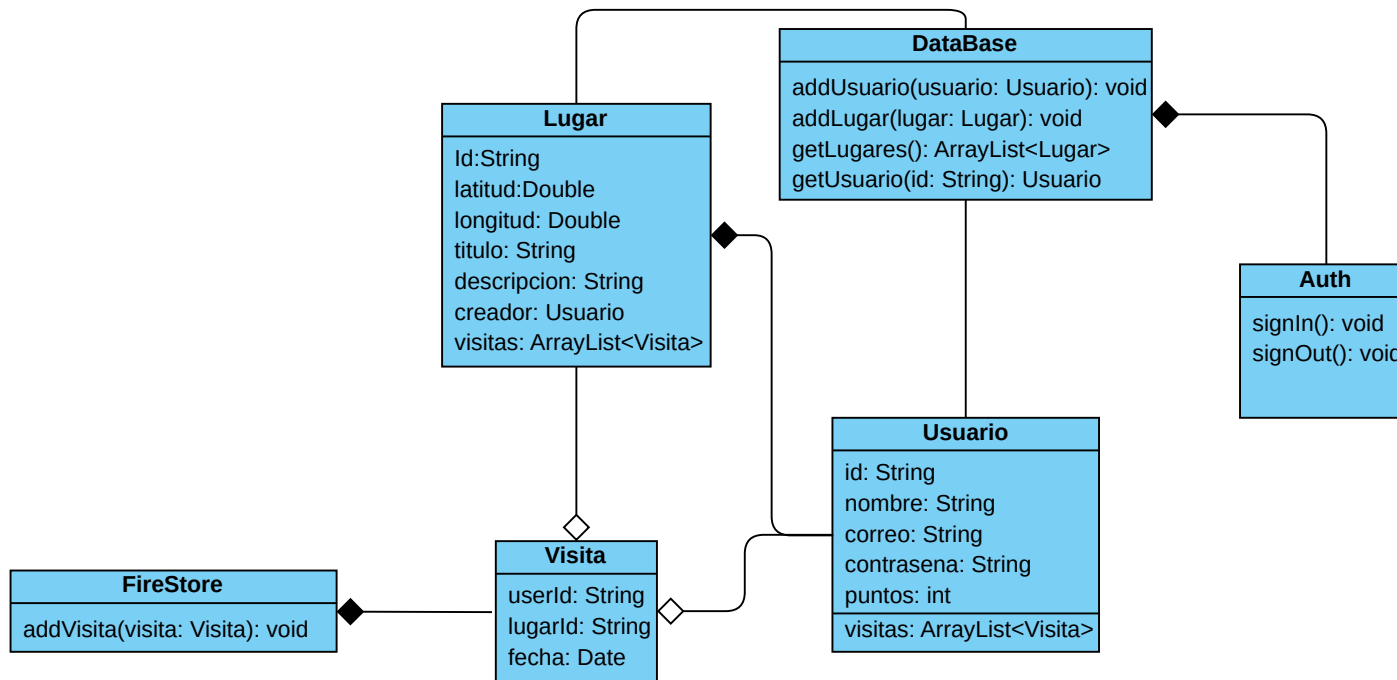 DataBase
addUsuario(usuario: Usuario): void
addLugar(lugar: Lugar): void
getLugares(): ArrayList<Lugar>
getUsuario(id: String): Usuario
Lugar
Id:String
latitud:Double
longitud: Double
titulo: String
descripcion: String
creador: Usuario
visitas: ArrayList<Visita>
Auth
signIn(): void
signOut(): void
Usuario
id: String
nombre: String
correo: String
contrasena: String
puntos: int
visitas: ArrayList<Visita>
Visita
userId: String
lugarId: String
fecha: Date
FireStore
addVisita(visita: Visita): void